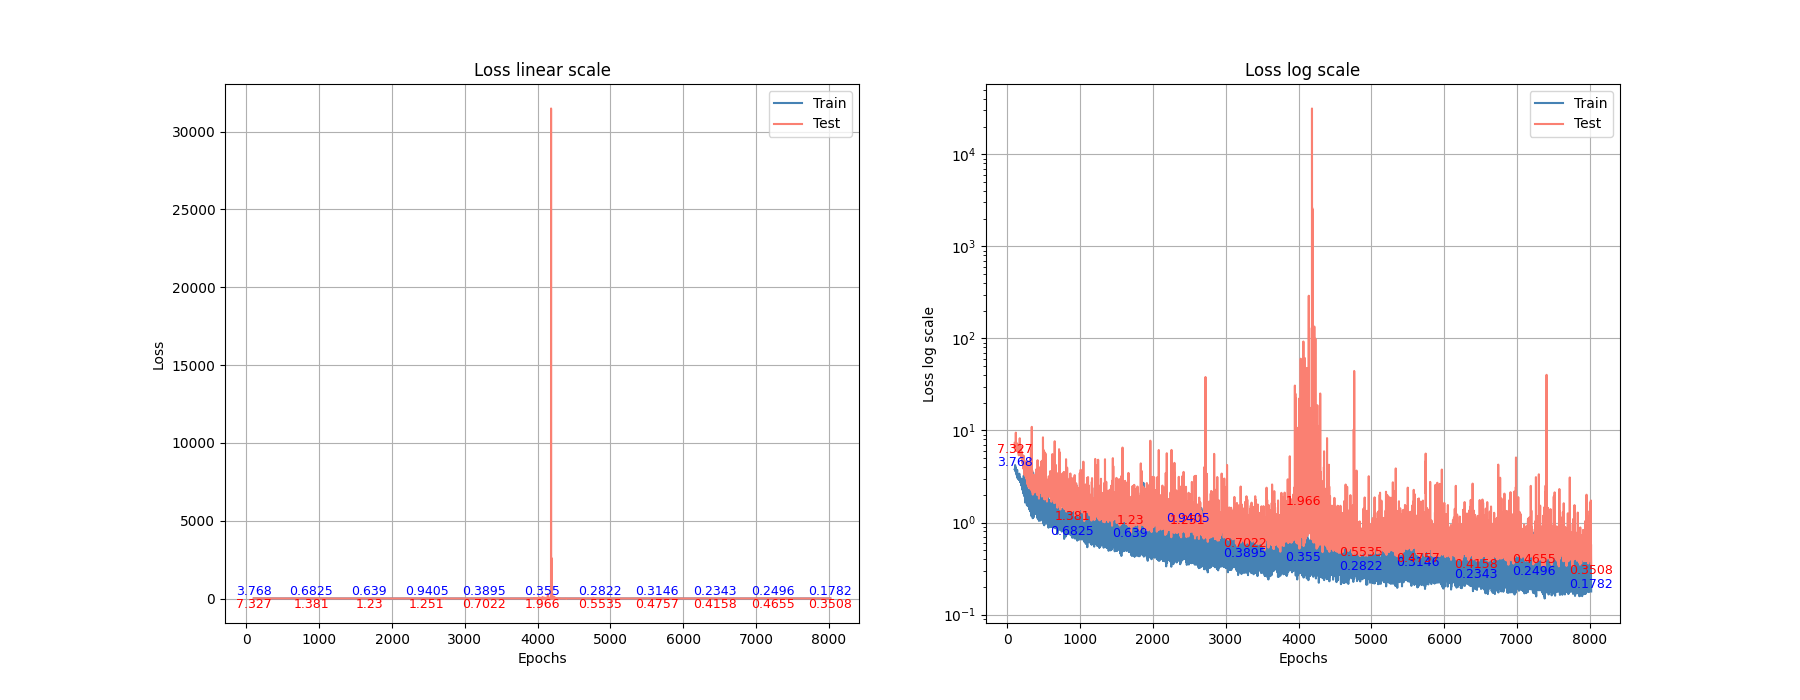 Loss linear scale
Train
Test
30000
25000
20000
15000
10000
5000
0
Loss
3.768 0.6825 0.639 0.9405 0.3895 0.355 0.2822 0.3146 0.2343 0.2496 0.1782
7.327 1.381 1.23 1.251 0.7022 1.966 0.5535 0.4757 0.4158 0.4655 0.3508
0 1000 2000 3000 4000 5000 6000 7000 8000
Epochs
Loss log scale
Train
Test
10^4
10^3
10^2
10^1
10^0
10^-1
Loss log scale
7.327 1.381 1.23 1.251 0.7022 1.966 0.5535 0.4757 0.4158 0.4655 0.3508
3.768 0.6825 0.639 0.9405 0.3895 0.355 0.2822 0.3146 0.2343 0.2496 0.1782
0 1000 2000 3000 4000 5000 6000 7000 8000
Epochs